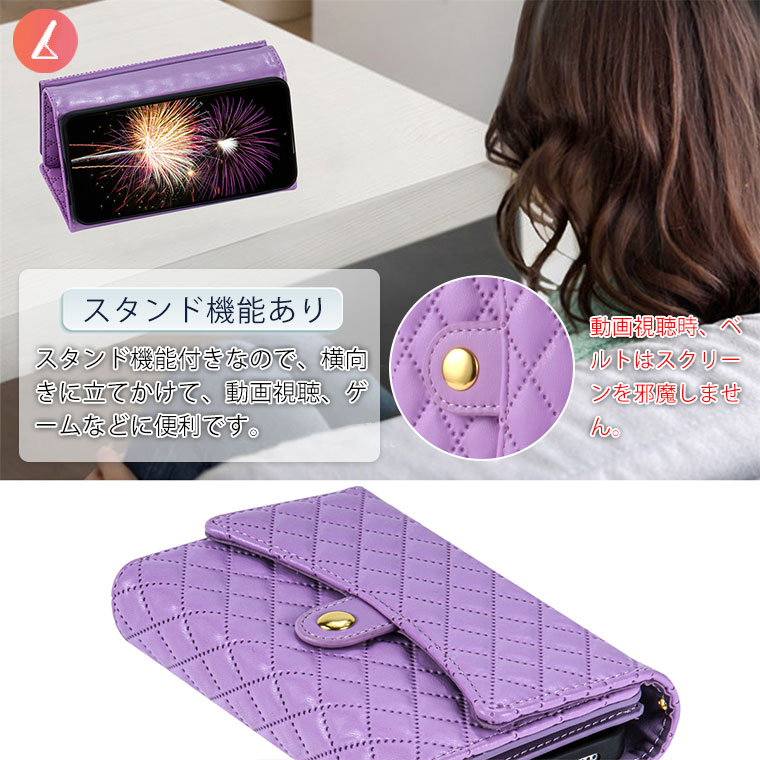 スタンド機能あり
スタンド機能付きなので、横向
きに立てかけて、動画視聴、ゲ
ームなどに便利です。
動画視聴時、ベ
ルトはスクリー
ンを邪魔しませ
ん。